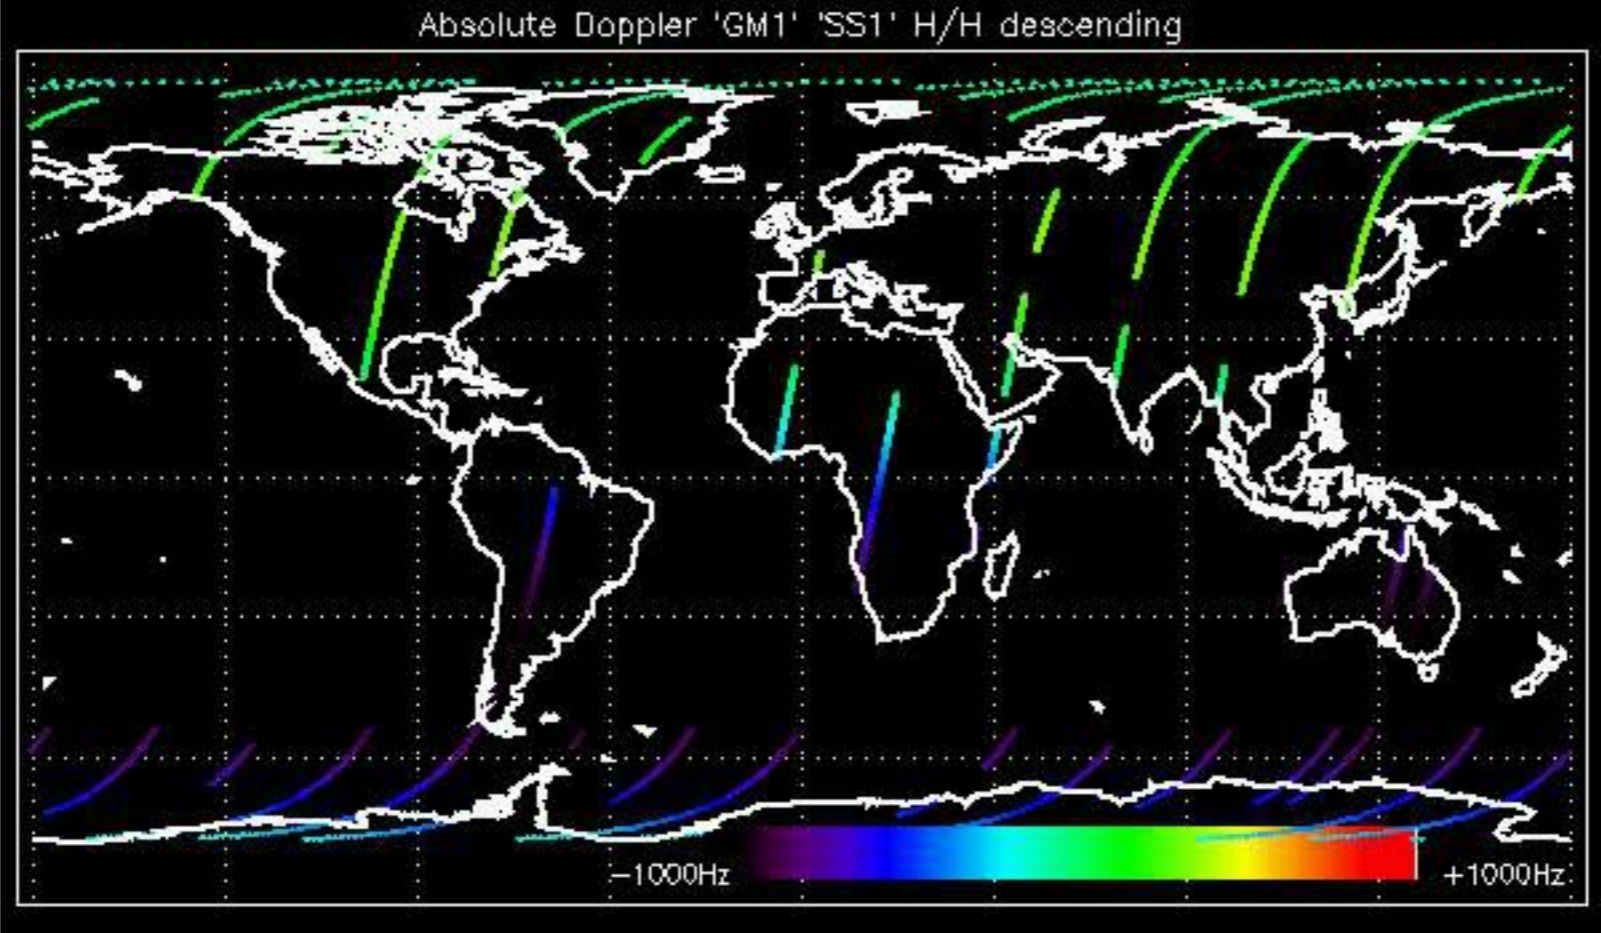 Absolute Doppler 'GM1' 'SS1' H/H descending
−1000Hz +1000Hz